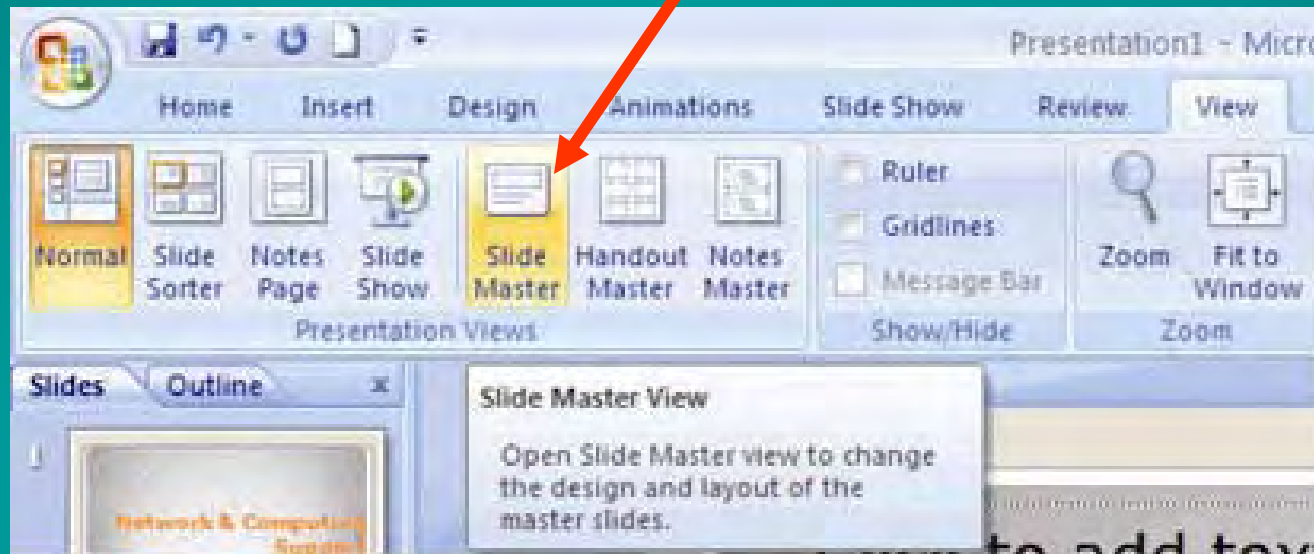 Presentation1 - Micro
Home Insert Design Animations Slide Show Review View
Normal Slide Sorter Notes Page Slide Show Slide Master Handout Master Notes Master
Ruler
Gridlines
Message Bar
Zoom Fit to Window
Presentation Views Show/Hide Zoom
Slides Outline
Slide Master View
Open Slide Master view to change
the design and layout of the
master slides.
1
Network & Computing
Support
to add text